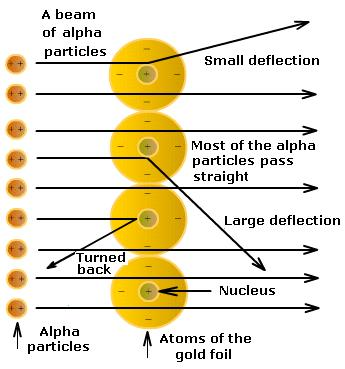 A beam
of alpha
particles
Small deflection
Most of the alpha
particles pass
straight
Large deflection
Turned
back
Nucleus
Alpha
particles
Atoms of the
gold foil